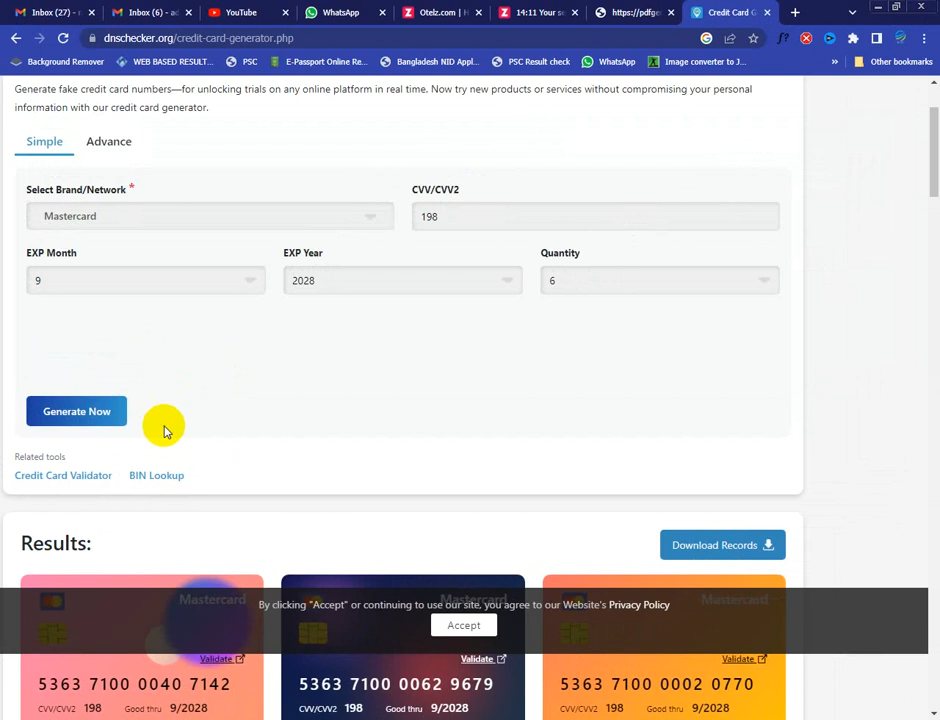 Inbox (27) - r
Inbox (6) - ad
YouTube
WhatsApp
Otelz.com | H
14:11 Your se
https://pdfge
Credit Card G
dnschecker.org/credit-card-generator.php
Background Remover
WEB BASED RESULT...
PSC
E-Passport Online Re...
Bangladesh NID Appl...
PSC Result check
WhatsApp
Image converter to J...
»
Other bookmarks
Generate fake credit card numbers—for unlocking trials on any online platform in real time. Now try new products or services without compromising your personal
information with our credit card generator.
Simple
Advance
Select Brand/Network *
CVV/CVV2
Mastercard
198
EXP Month
EXP Year
Quantity
9
2028
6
Generate Now
Related tools
Credit Card Validator
BIN Lookup
Results:
Download Records
Mastercard
Mastercard
By clicking "Accept" or continuing to use our site, you agree to our Website's Privacy Policy
Accept
Validate
Validate
Validate
5363 7100 0040 7142
5363 7100 0062 9679
5363 7100 0002 0770
CVV/CVV2 198 Good thru 9/2028
CVV/CVV2 198 Good thru 9/2028
CVV/CVV2 198 Good thru 9/2028